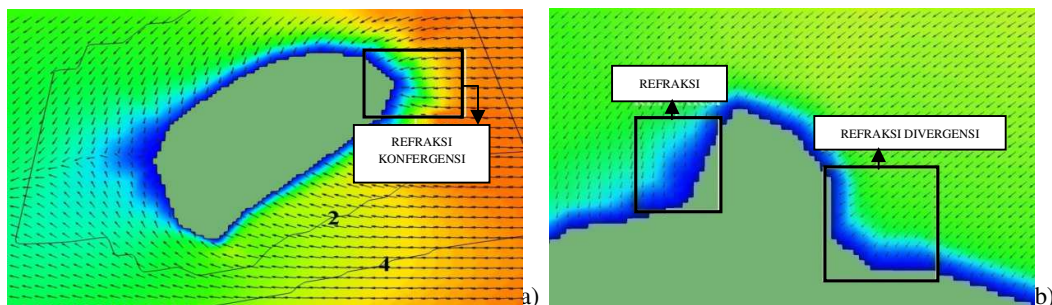 REFRAKSI
KONFERGENSI
2
4
a)
REFRAKSI
REFRAKSI DIVERGENSI
b)